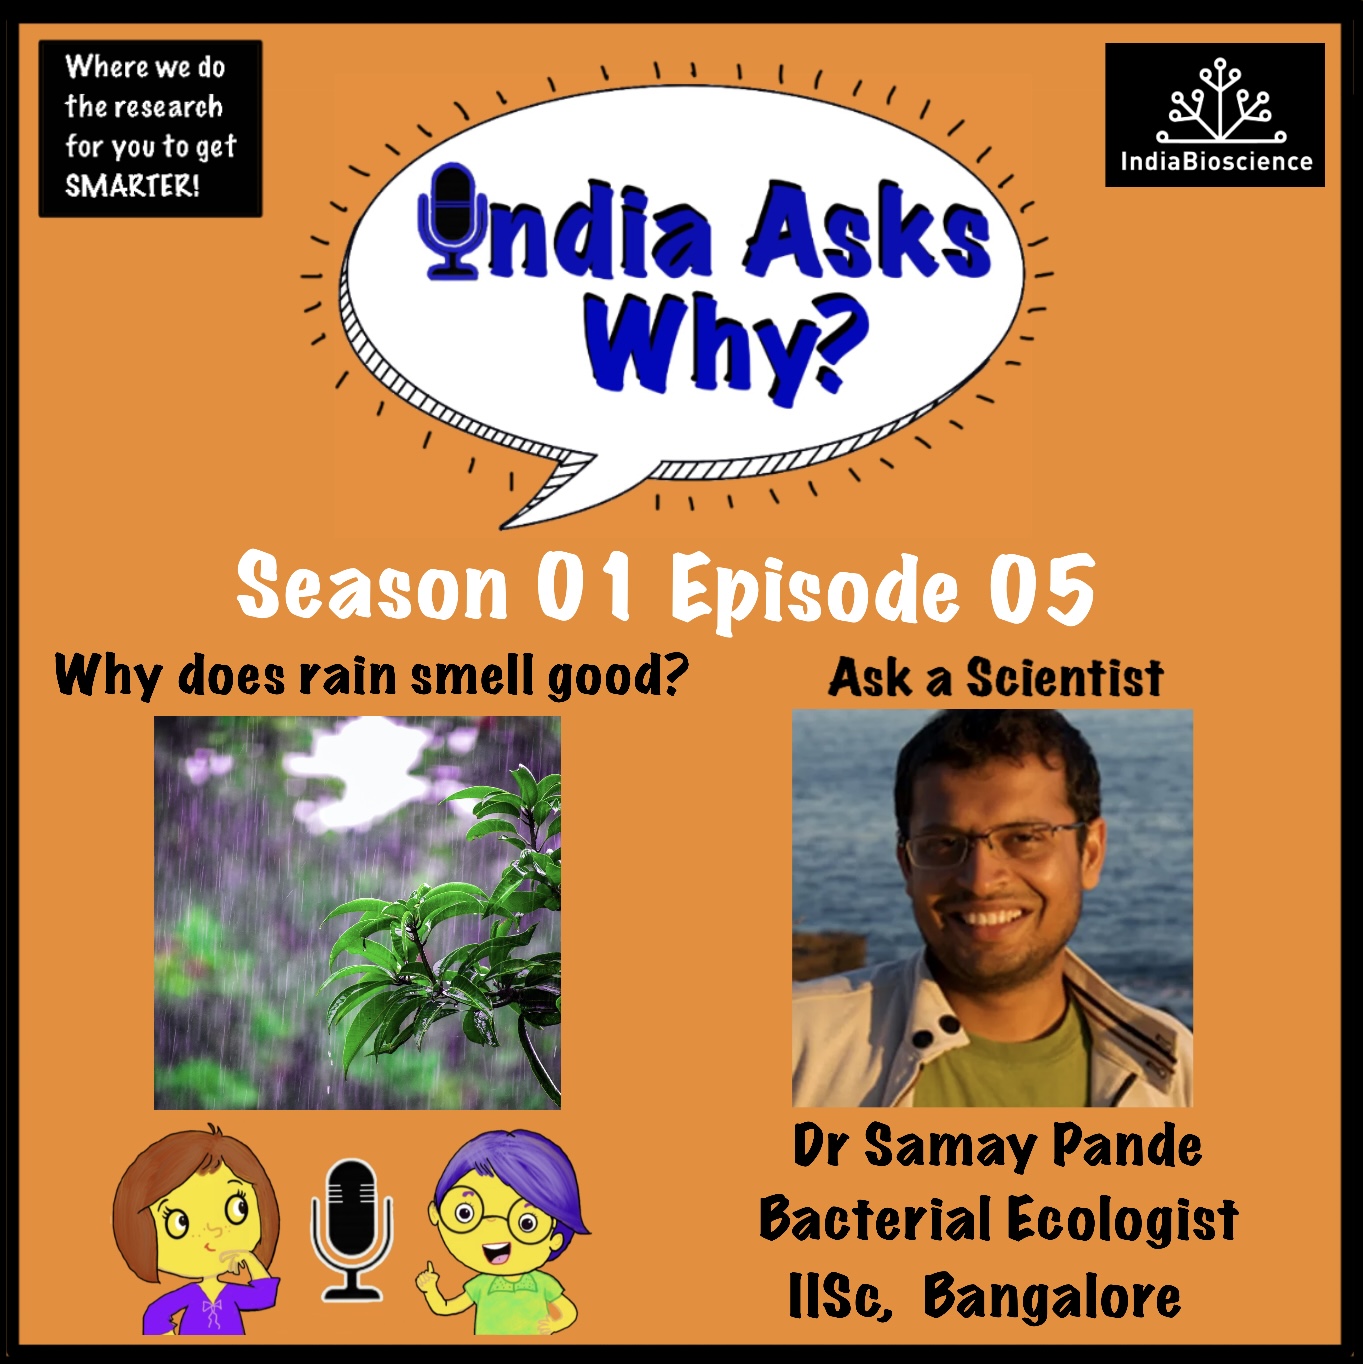 Where we do
the research
for you to get
SMARTER!
IndiaBioscience
India Asks
Why?
Season 01 Episode 05
Why does rain smell good?
Ask a Scientist
Dr Samay Pande
Bacterial Ecologist
IISc, Bangalore